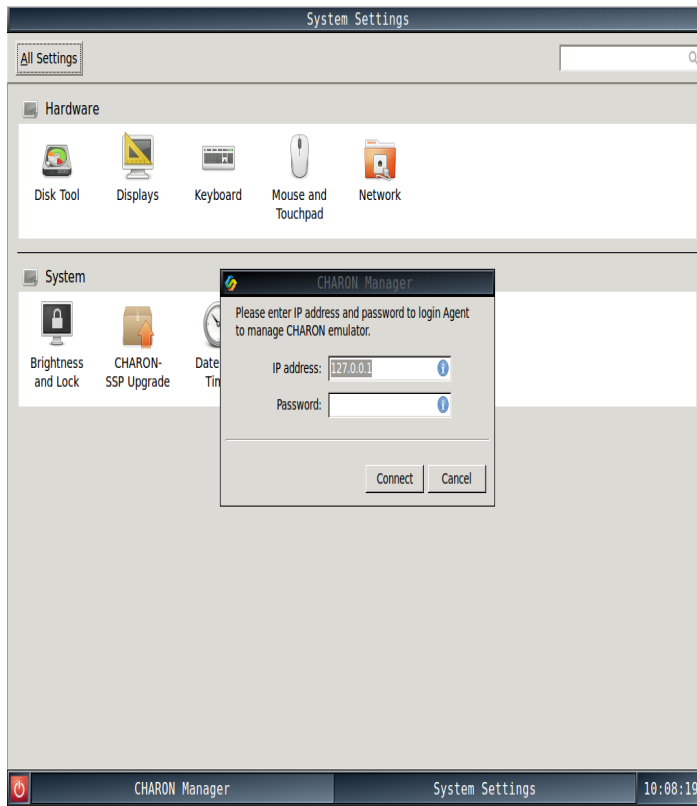 System Settings
All Settings
Hardware
Disk Tool
Displays
Keyboard
Mouse and
Touchpad
Network
System
Brightness
and Lock
CHARON-
SSP Upgrade
Date
Tin
CHARON Manager
Please enter IP address and password to login Agent
to manage CHARON emulator.
IP address: 127.0.0.1
Password:
Connect Cancel
CHARON Manager System Settings 10:08:19